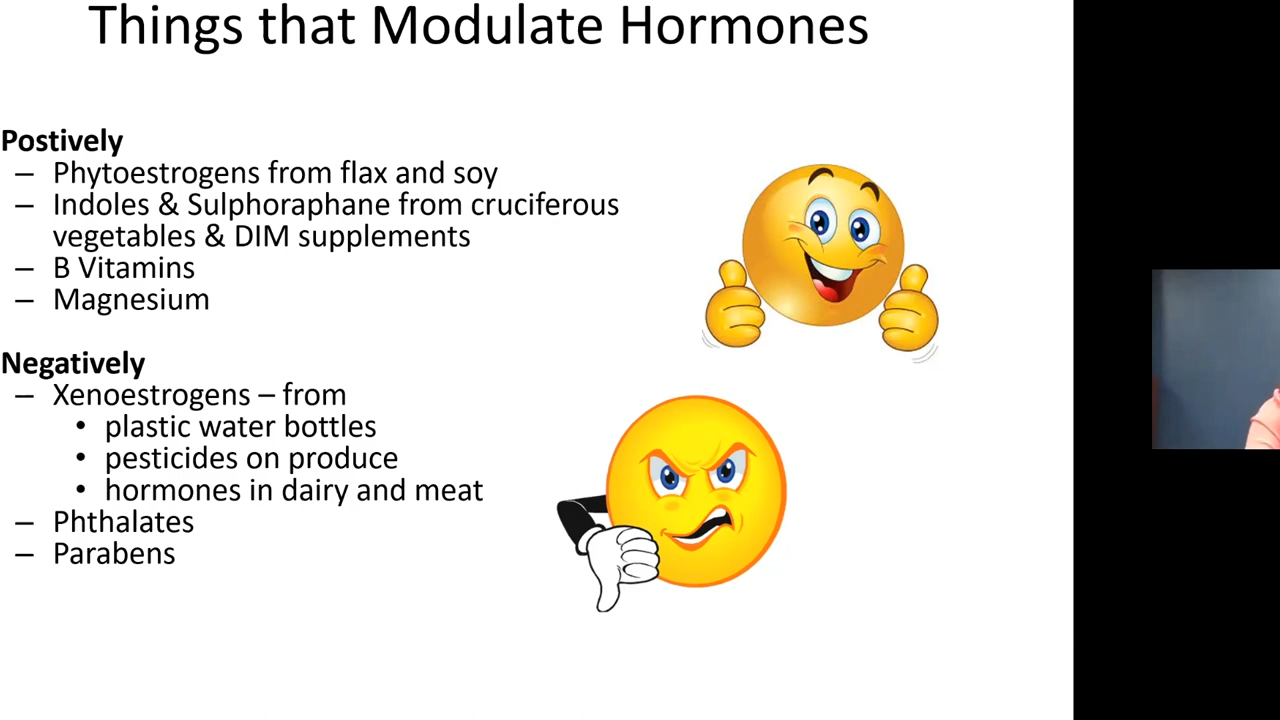 Things that Modulate Hormones
Postively
– Phytoestrogens from flax and soy
– Indoles & Sulphoraphane from cruciferous
vegetables & DIM supplements
– B Vitamins
– Magnesium
Negatively
– Xenoestrogens – from
• plastic water bottles
• pesticides on produce
• hormones in dairy and meat
– Phthalates
– Parabens